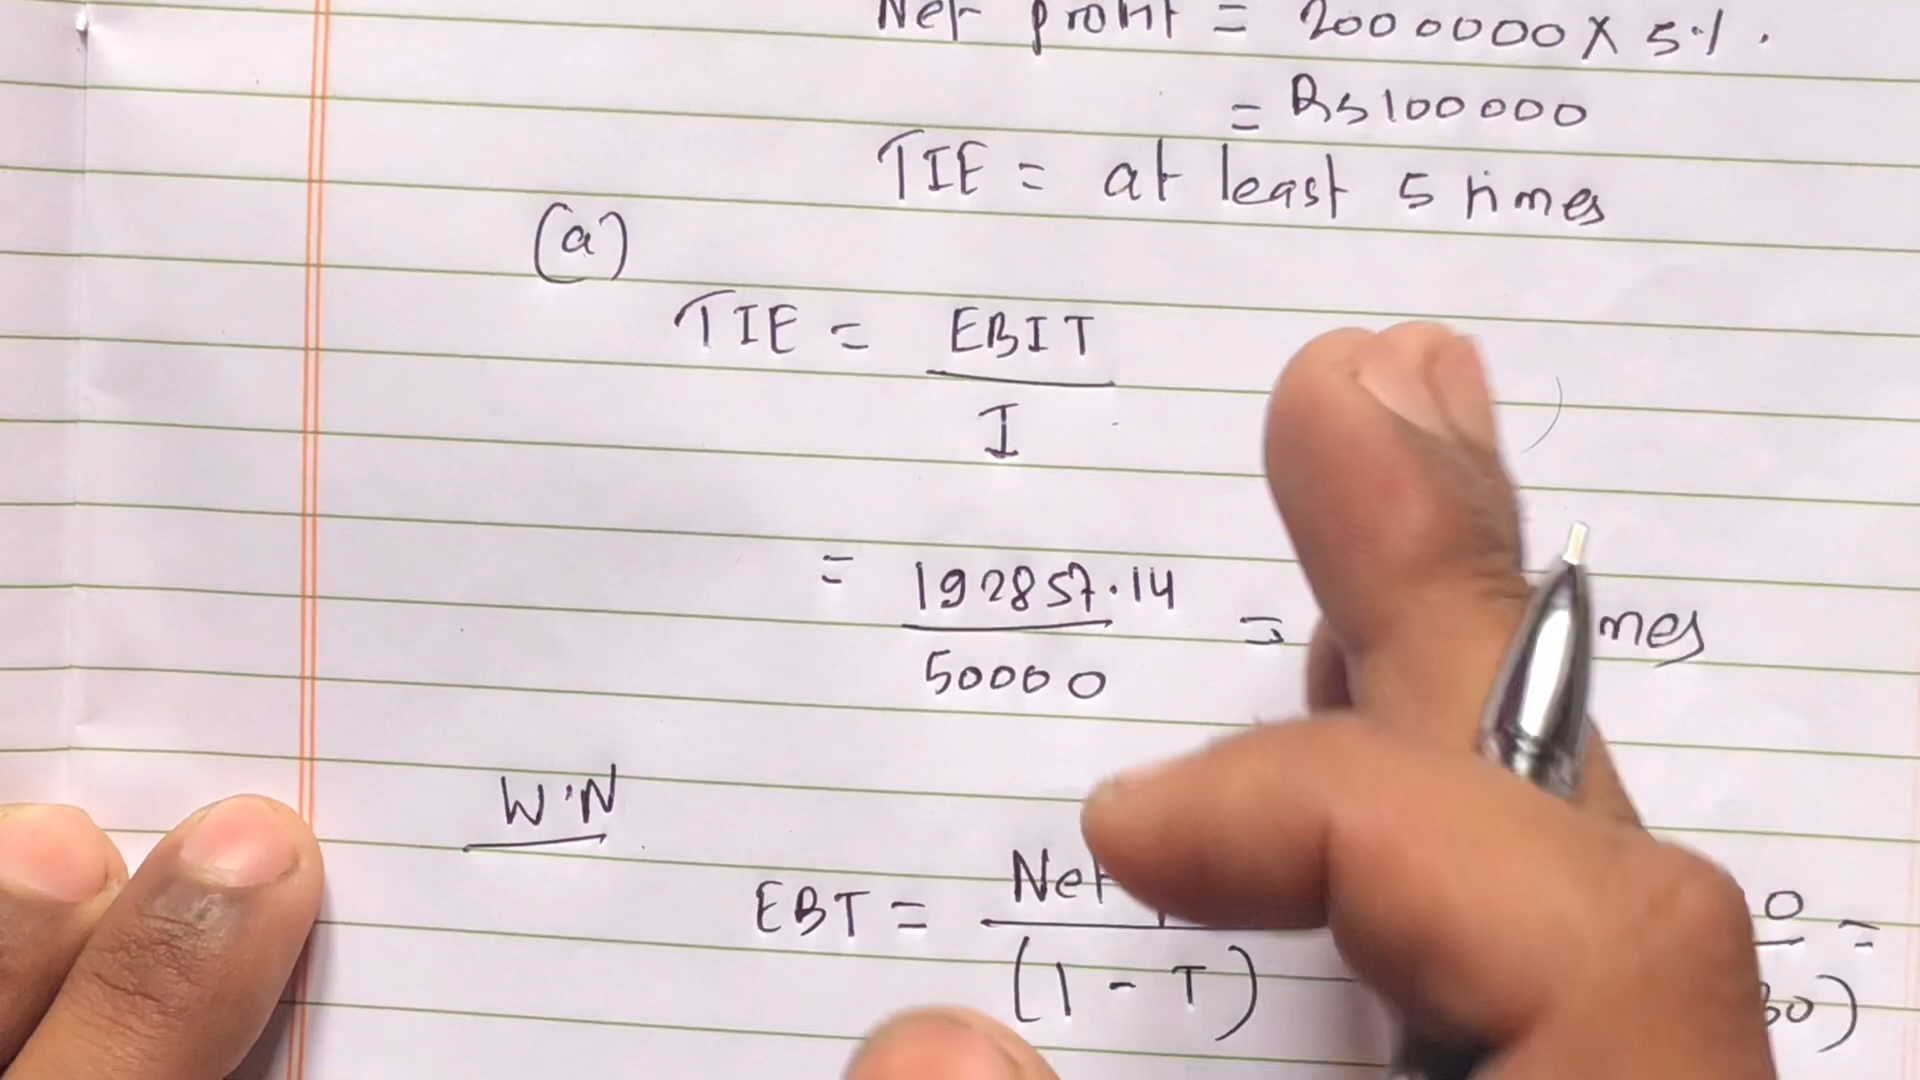 Net profit = 2000000 X 5%.
= Rs 100000
TIE = at least 5 times
(a)
TIE = EBIT
I
= 192857.14 =
50000
W.N
EBT = Net =
(1 - T)